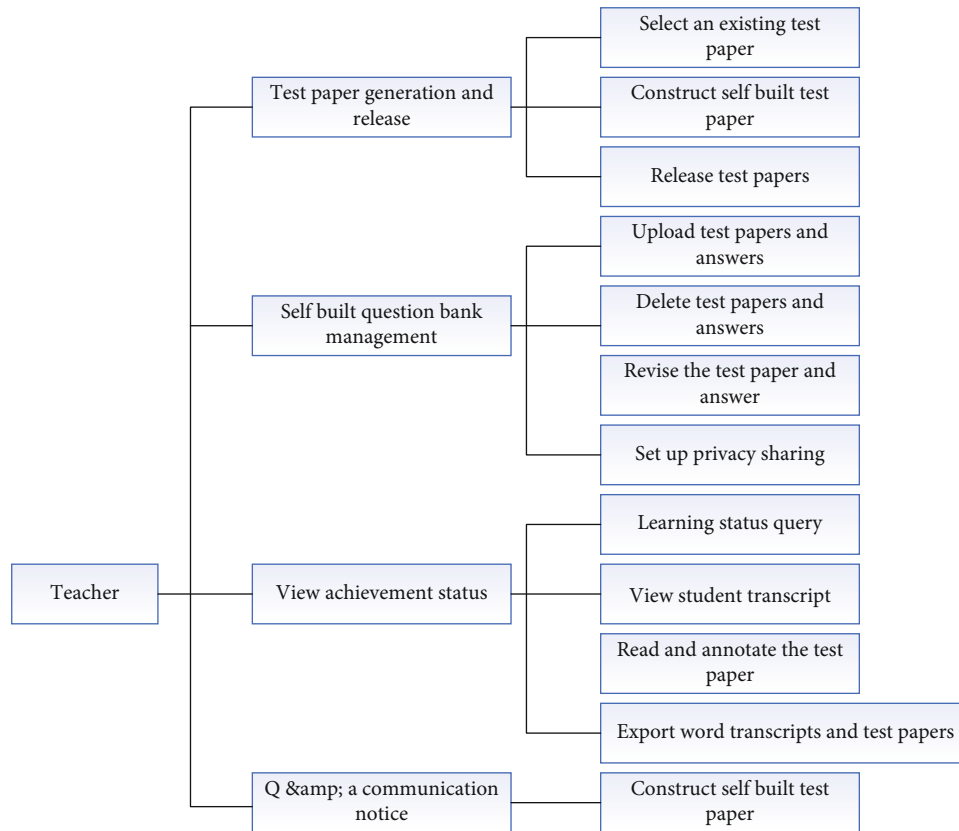 Teacher
Test paper generation and
release
Select an existing test
paper
Construct self built test
paper
Release test papers
Self built question bank
management
Upload test papers and
answers
Delete test papers and
answers
Revise the test paper and
answer
Set up privacy sharing
View achievement status
Learning status query
View student transcript
Read and annotate the test
paper
Export word transcripts and test papers
Q &amp; a communication
notice
Construct self built test
paper